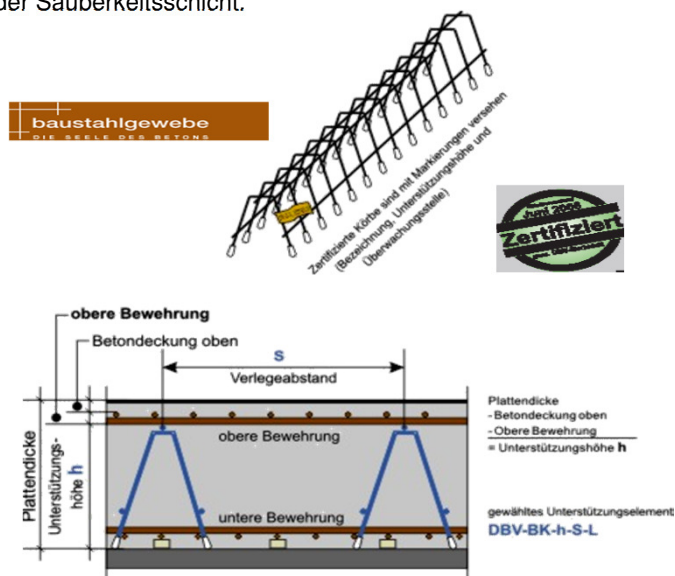 der Sauberkeitsschicht.
baustahlgewebe
DIE SEELE DES BETONS
Zertifizierte Körbe sind mit Markierungen versehen
(Bezeichnung, Unterstützungshöhe und
Überwachungsstelle)
Zertifiziert
obere Bewehrung
Betondeckung oben
S
Verlegeabstand
Plattendicke
Unterstützungs-
höhe h
obere Bewehrung
untere Bewehrung
Plattendicke
- Betondeckung oben
- Obere Bewehrung
= Unterstützungshöhe h
gewähltes Unterstützungselement
DBV-BK-h-S-L